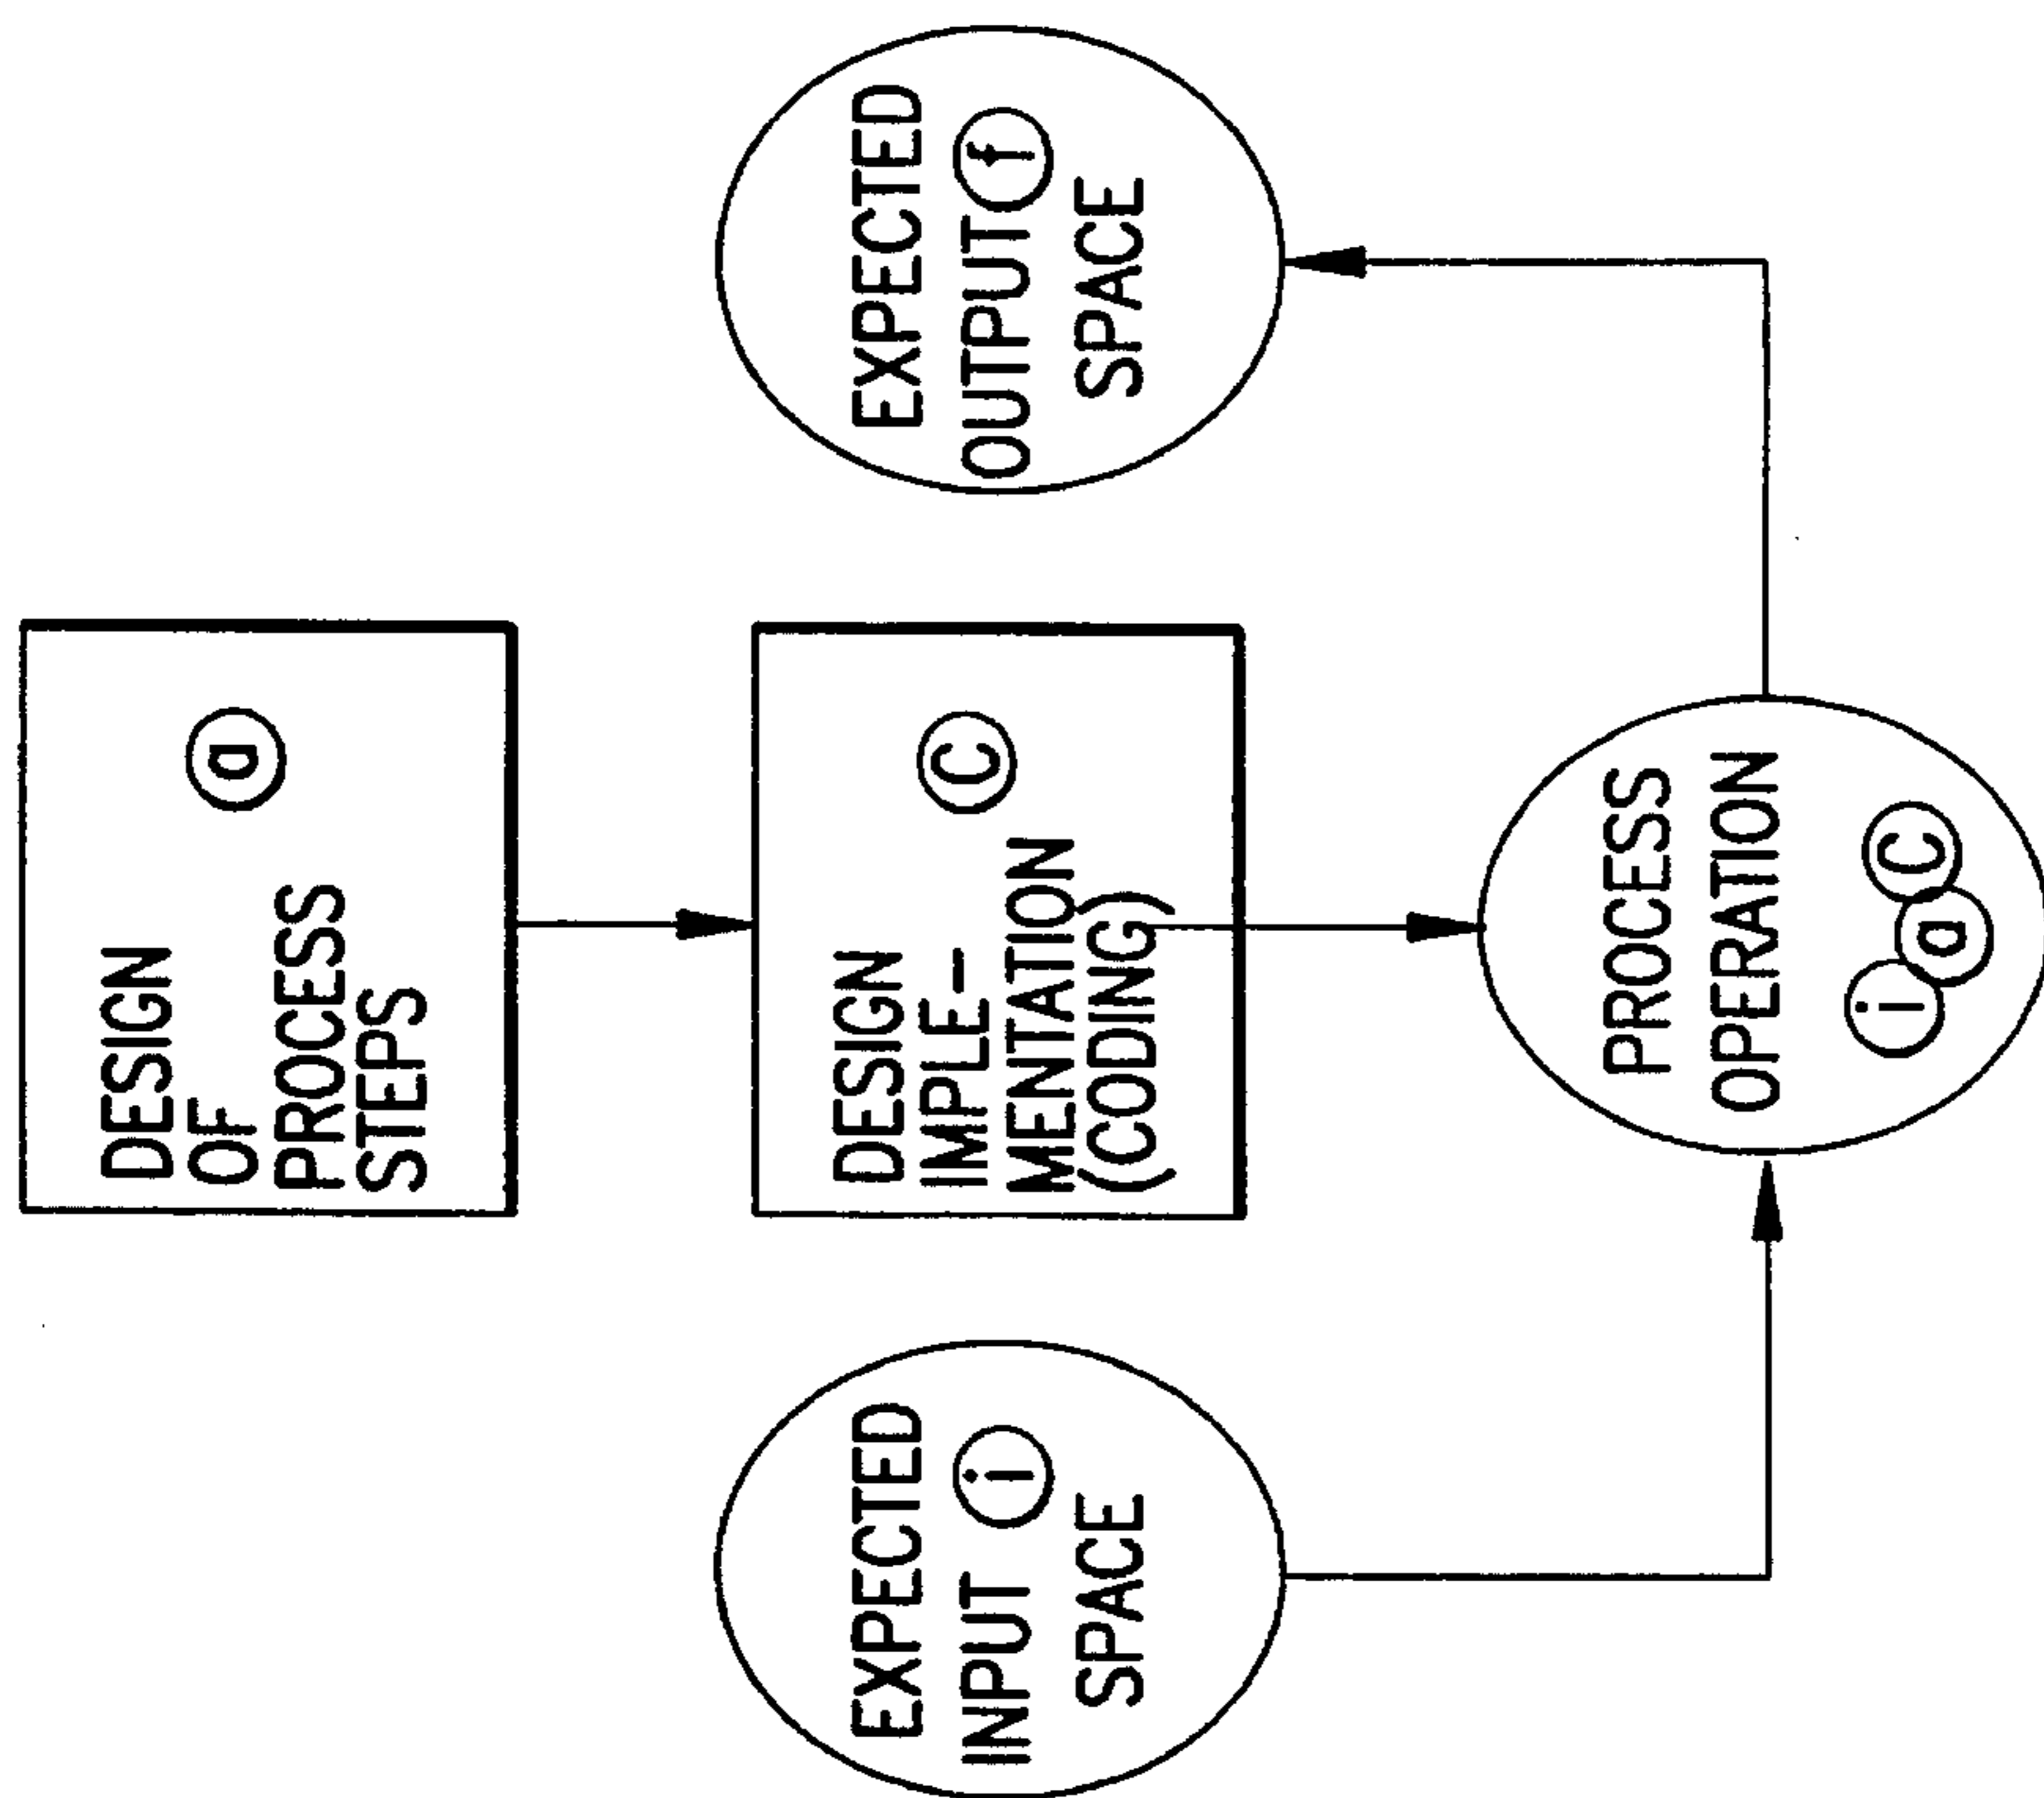 DESIGN
OF
PROCESS
STEPS
a
EXPECTED
INPUT i
SPACE
DESIGN
IMPLE-
MENTATION
(CODING)
C
EXPECTED
OUTPUT f
SPACE
PROCESS
OPERATION
i a C